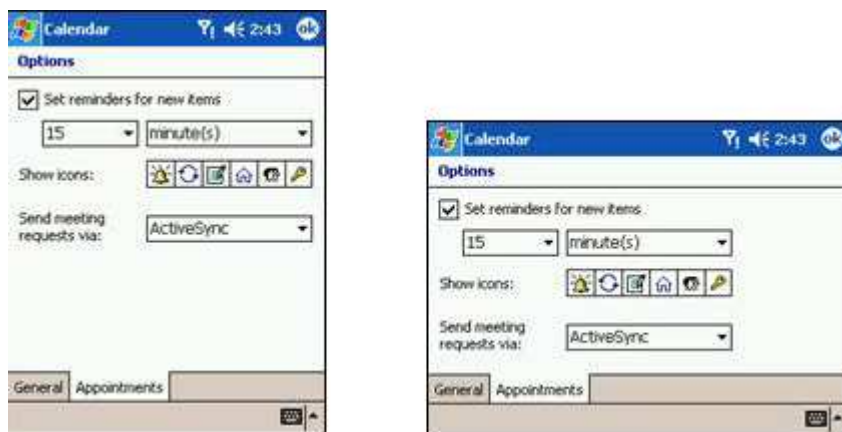 Calendar 2:43 ok
Options
Set reminders for new items
15 minute(s)
Show icons:
Send meeting
requests via:
ActiveSync
General Appointments
Calendar 2:43 ok
Options
Set reminders for new items
15 minute(s)
Show icons:
Send meeting
requests via:
ActiveSync
General Appointments